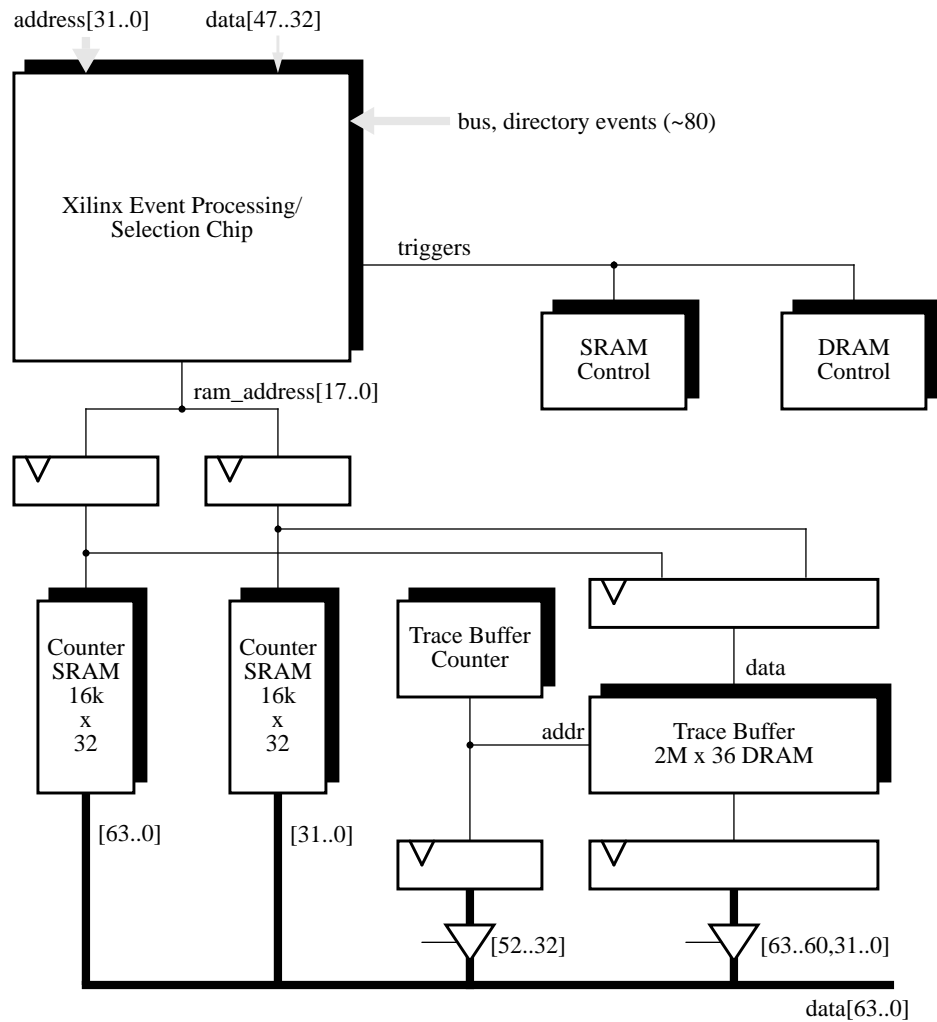 address[31..0]
data[47..32]
bus, directory events (~80)
Xilinx Event Processing/
Selection Chip
triggers
SRAM
Control
DRAM
Control
ram_address[17..0]
Counter
SRAM
16k
x
32
Counter
SRAM
16k
x
32
Trace Buffer
Counter
data
addr
Trace Buffer
2M x 36 DRAM
[63..0]
[31..0]
[52..32]
[63..60,31..0]
data[63..0]